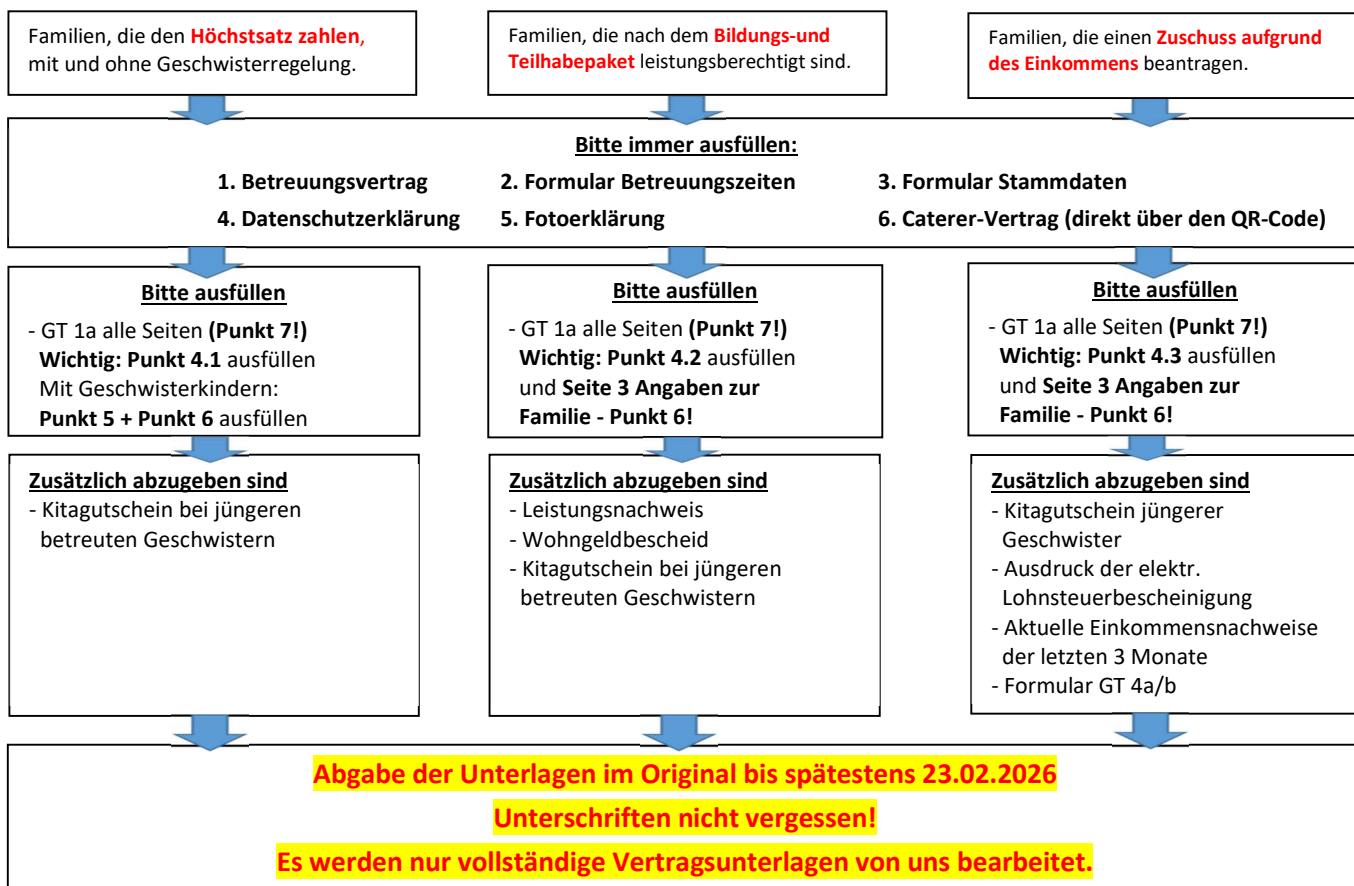 Familien, die den Höchstsatz zahlen,
mit und ohne Geschwisterregelung.
Familien, die nach dem Bildungs-und
Teilhabepaket leistungsberechtigt sind.
Familien, die einen Zuschuss aufgrund
des Einkommens beantragen.
Bitte immer ausfüllen:
1. Betreuungsvertrag 2. Formular Betreuungszeiten 3. Formular Stammdaten
4. Datenschutzerklärung 5. Fotoerklärung 6. Caterer-Vertrag (direkt über den QR-Code)
Bitte ausfüllen
- GT 1a alle Seiten (Punkt 7!)
Wichtig: Punkt 4.1 ausfüllen
Mit Geschwisterkindern:
Punkt 5 + Punkt 6 ausfüllen
Bitte ausfüllen
- GT 1a alle Seiten (Punkt 7!)
Wichtig: Punkt 4.2 ausfüllen
und Seite 3 Angaben zur
Familie - Punkt 6!
Bitte ausfüllen
- GT 1a alle Seiten (Punkt 7!)
Wichtig: Punkt 4.3 ausfüllen
und Seite 3 Angaben zur
Familie - Punkt 6!
Zusätzlich abzugeben sind
- Kitagutschein bei jüngeren
betreuten Geschwistern
Zusätzlich abzugeben sind
- Leistungsnachweis
- Wohngeldbescheid
- Kitagutschein bei jüngeren
betreuten Geschwistern
Zusätzlich abzugeben sind
- Kitagutschein jüngerer
Geschwister
- Ausdruck der elektr.
Lohnsteuerbescheinigung
- Aktuelle Einkommensnachweise
der letzten 3 Monate
- Formular GT 4a/b
Abgabe der Unterlagen im Original bis spätestens 23.02.2026
Unterschriften nicht vergessen!
Es werden nur vollständige Vertragsunterlagen von uns bearbeitet.